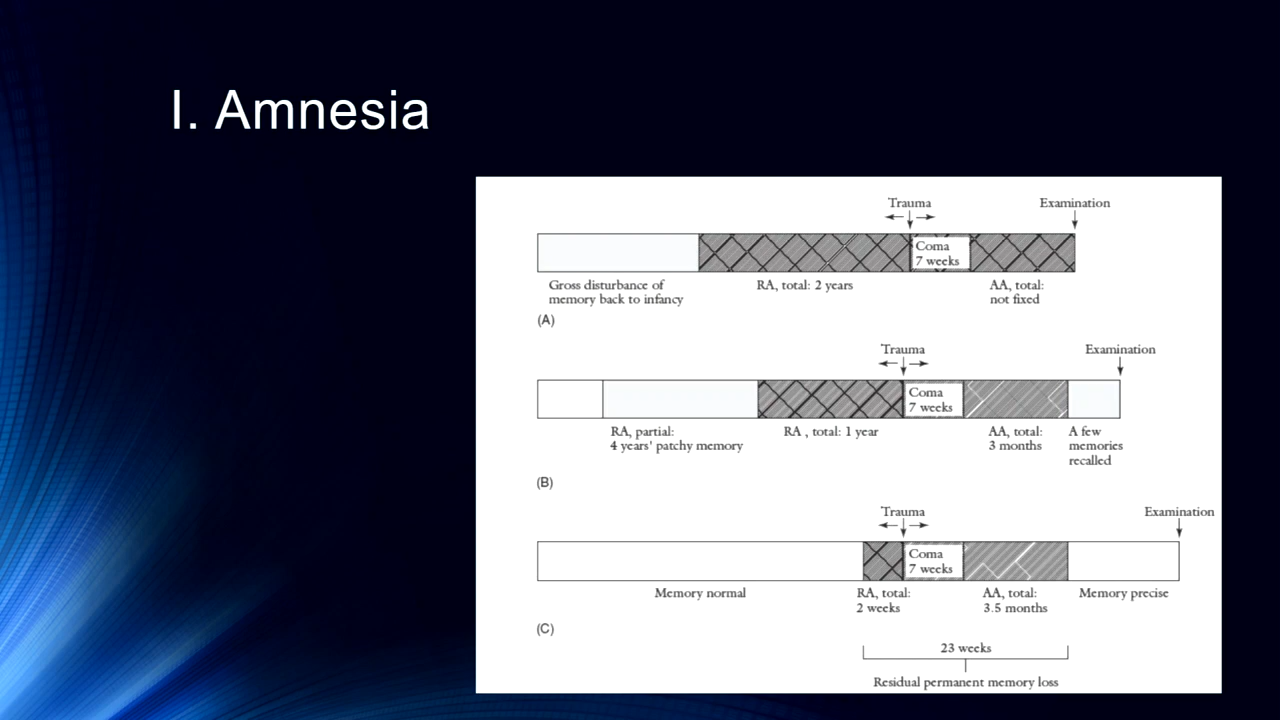 I. Amnesia
Trauma
Examination
Coma
7 weeks
Gross disturbance of
memory back to infancy
RA, total: 2 years
AA, total:
not fixed
(A)
Trauma
Examination
Coma
7 weeks
RA, partial:
4 years' patchy memory
RA , total: 1 year
AA, total:
3 months
A few
memories
recalled
(B)
Trauma
Examination
Coma
7 weeks
Memory normal
RA, total:
2 weeks
AA, total:
3.5 months
Memory precise
(C)
23 weeks
Residual permanent memory loss